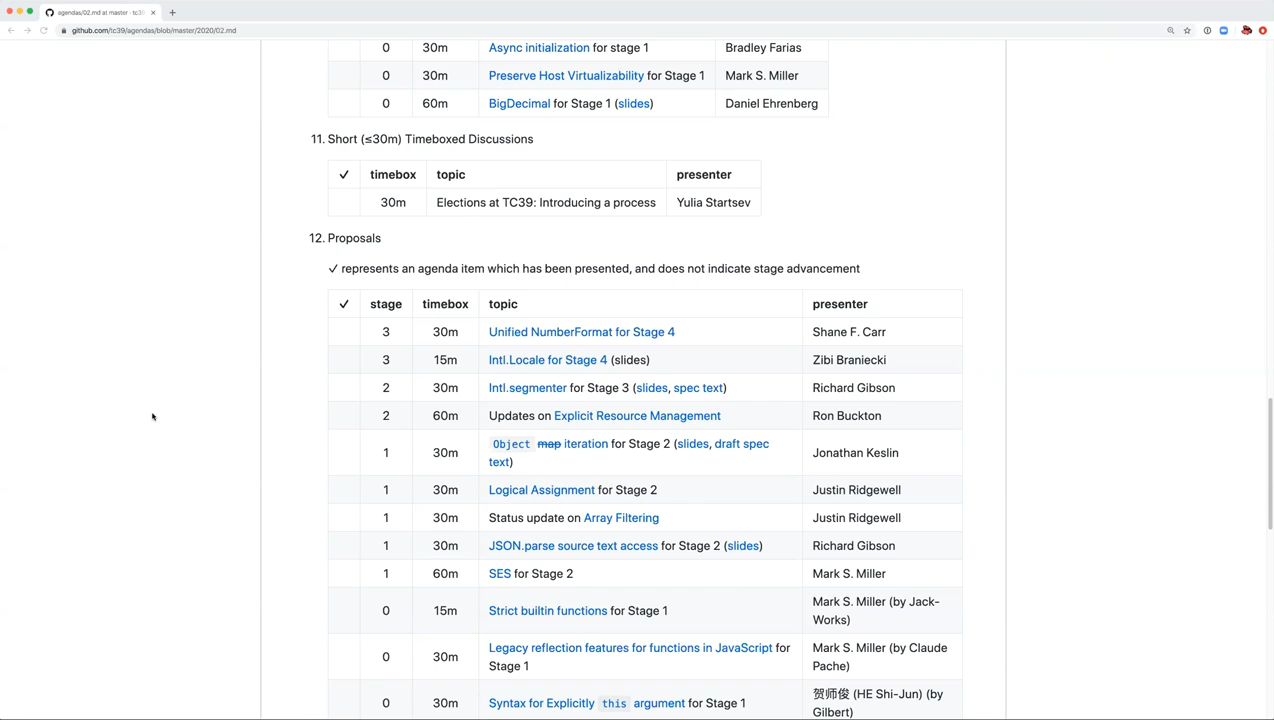 agendas/02.md at master · tc39
github.com/tc39/agendas/blob/master/2020/02.md
0 30m Async initialization for stage 1 Bradley Farias
0 30m Preserve Host Virtualizability for Stage 1 Mark S. Miller
0 60m BigDecimal for Stage 1 (slides) Daniel Ehrenberg
11. Short (≤30m) Timeboxed Discussions
✓ timebox topic presenter
30m Elections at TC39: Introducing a process Yulia Startsev
12. Proposals
✓ represents an agenda item which has been presented, and does not indicate stage advancement
✓ stage timebox topic presenter
3 30m Unified NumberFormat for Stage 4 Shane F. Carr
3 15m Intl.Locale for Stage 4 (slides) Zibi Braniecki
2 30m Intl.segmenter for Stage 3 (slides, spec text) Richard Gibson
2 60m Updates on Explicit Resource Management Ron Buckton
1 30m Object map iteration for Stage 2 (slides, draft spec
text) Jonathan Keslin
1 30m Logical Assignment for Stage 2 Justin Ridgewell
1 30m Status update on Array Filtering Justin Ridgewell
1 30m JSON.parse source text access for Stage 2 (slides) Richard Gibson
1 60m SES for Stage 2 Mark S. Miller
0 15m Strict builtin functions for Stage 1 Mark S. Miller (by Jack-
Works)
0 30m Legacy reflection features for functions in JavaScript for Mark S. Miller (by Claude
Stage 1 Pache)
0 30m Syntax for Explicitly this argument for Stage 1 贺师俊 (HE Shi-Jun) (by
Gilbert)